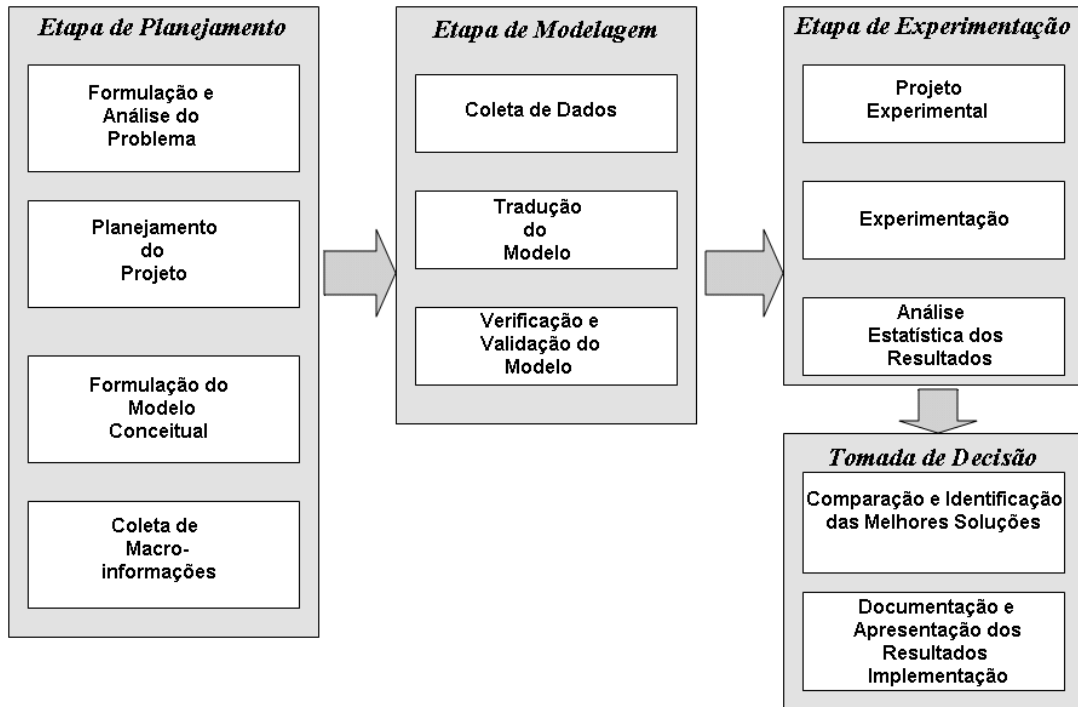 Etapa de Planejamento
Formulação e
Análise do
Problema
Planejamento
do
Projeto
Formulação do
Modelo
Conceitual
Coleta de
Macro-
informações
Etapa de Modelagem
Coleta de Dados
Tradução
do
Modelo
Verificação e
Validação do
Modelo
Etapa de Experimentação
Projeto
Experimental
Experimentação
Análise
Estatística dos
Resultados
Tomada de Decisão
Comparação e Identificação
das Melhores Soluções
Documentação e
Apresentação dos
Resultados
Implementação